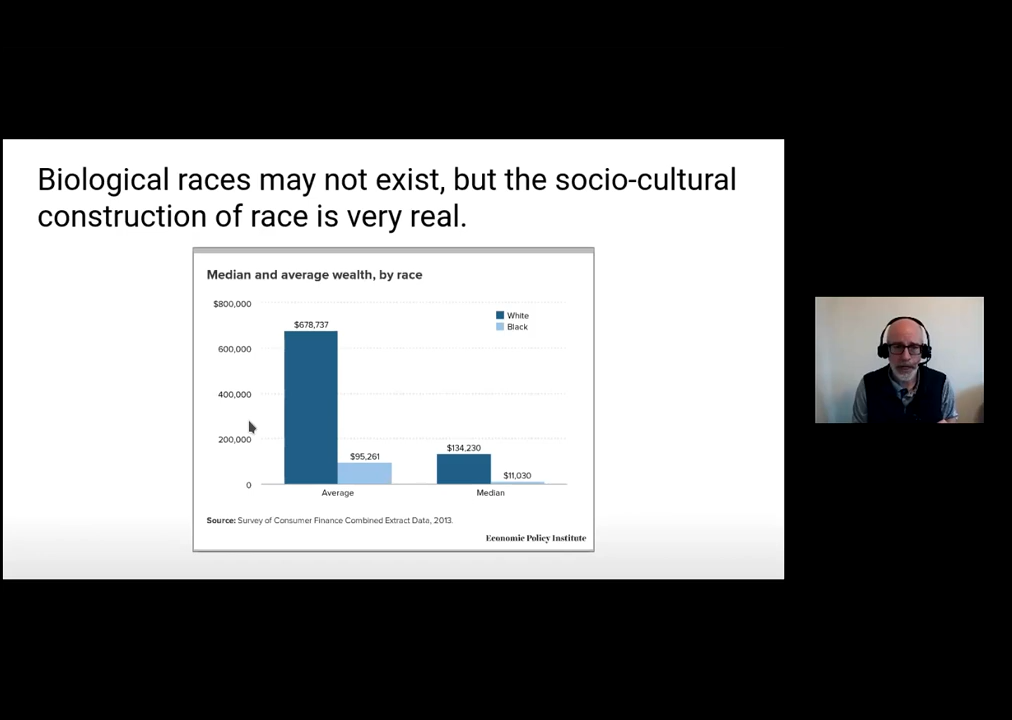 Biological races may not exist, but the socio-cultural
construction of race is very real.
Median and average wealth, by race
$800,000
600,000
400,000
200,000
0
White
Black
$678,737
$95,261
$134,230
$11,030
Average
Median
Source: Survey of Consumer Finance Combined Extract Data, 2013.
Economic Policy Institute